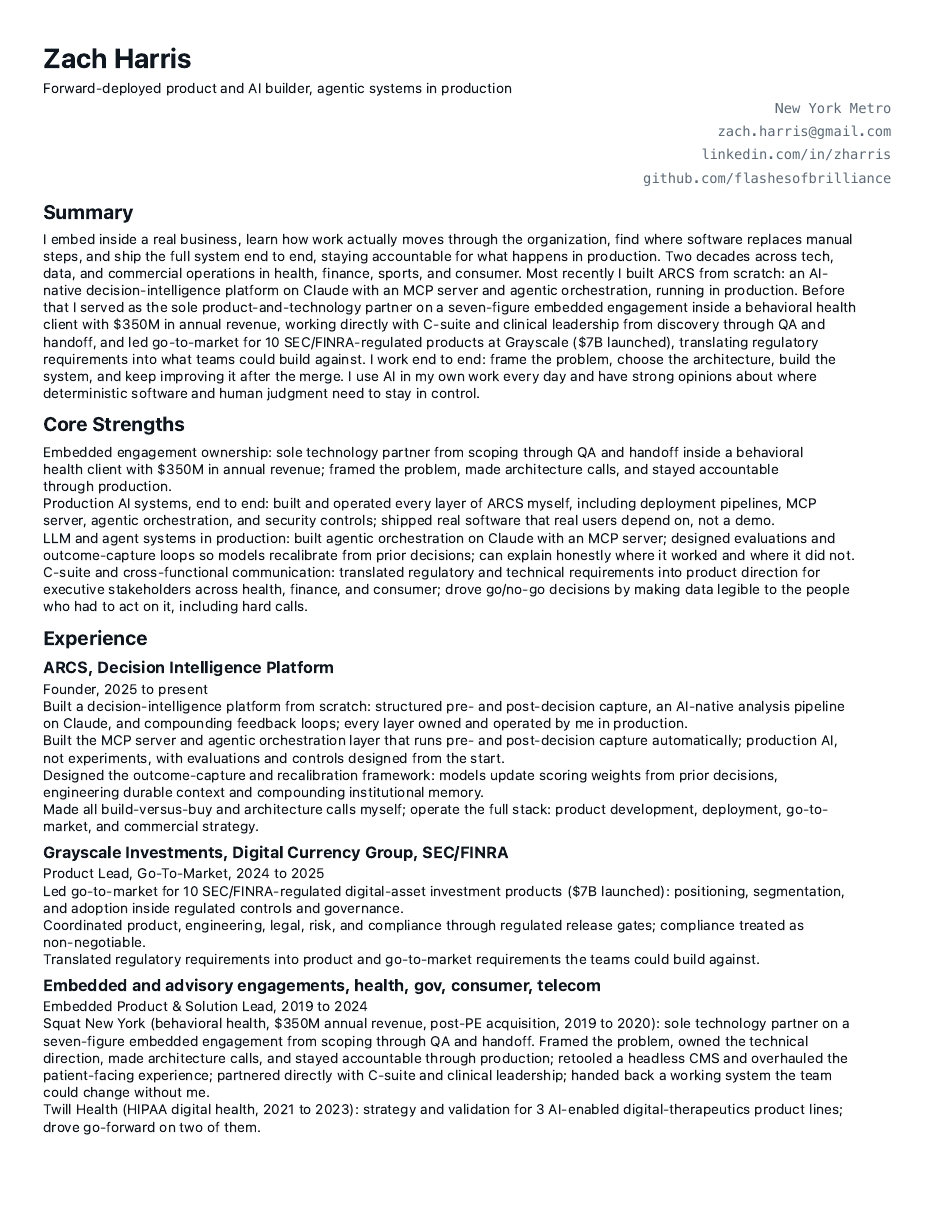 Zach Harris
Forward-deployed product and AI builder, agentic systems in production
New York Metro
zach.harris@gmail.com
linkedin.com/in/zharris
github.com/flashesofbrilliance
Summary
I embed inside a real business, learn how work actually moves through the organization, find where software replaces manual
steps, and ship the full system end to end, staying accountable for what happens in production. Two decades across tech,
data, and commercial operations in health, finance, sports, and consumer. Most recently I built ARCS from scratch: an AI-
native decision-intelligence platform on Claude with an MCP server and agentic orchestration, running in production. Before
that I served as the sole product-and-technology partner on a seven-figure embedded engagement inside a behavioral health
client with $350M in annual revenue, working directly with C-suite and clinical leadership from discovery through QA and
handoff, and led go-to-market for 10 SEC/FINRA-regulated products at Grayscale ($7B launched), translating regulatory
requirements into what teams could build against. I work end to end: frame the problem, choose the architecture, build the
system, and keep improving it after the merge. I use AI in my own work every day and have strong opinions about where
deterministic software and human judgment need to stay in control.
Core Strengths
Embedded engagement ownership: sole technology partner from scoping through QA and handoff inside a behavioral
health client with $350M in annual revenue; framed the problem, made architecture calls, and stayed accountable
through production.
Production AI systems, end to end: built and operated every layer of ARCS myself, including deployment pipelines, MCP
server, agentic orchestration, and security controls; shipped real software that real users depend on, not a demo.
LLM and agent systems in production: built agentic orchestration on Claude with an MCP server; designed evaluations and
outcome-capture loops so models recalibrate from prior decisions; can explain honestly where it worked and where it did not.
C-suite and cross-functional communication: translated regulatory and technical requirements into product direction for
executive stakeholders across health, finance, and consumer; drove go/no-go decisions by making data legible to the people
who had to act on it, including hard calls.
Experience
ARCS, Decision Intelligence Platform
Founder, 2025 to present
Built a decision-intelligence platform from scratch: structured pre- and post-decision capture, an AI-native analysis pipeline
on Claude, and compounding feedback loops; every layer owned and operated by me in production.
Built the MCP server and agentic orchestration layer that runs pre- and post-decision capture automatically; production AI,
not experiments, with evaluations and controls designed from the start.
Designed the outcome-capture and recalibration framework: models update scoring weights from prior decisions,
engineering durable context and compounding institutional memory.
Made all build-versus-buy and architecture calls myself; operate the full stack: product development, deployment, go-to-
market, and commercial strategy.
Grayscale Investments, Digital Currency Group, SEC/FINRA
Product Lead, Go-To-Market, 2024 to 2025
Led go-to-market for 10 SEC/FINRA-regulated digital-asset investment products ($7B launched): positioning, segmentation,
and adoption inside regulated controls and governance.
Coordinated product, engineering, legal, risk, and compliance through regulated release gates; compliance treated as
non-negotiable.
Translated regulatory requirements into product and go-to-market requirements the teams could build against.
Embedded and advisory engagements, health, gov, consumer, telecom
Embedded Product & Solution Lead, 2019 to 2024
Squat New York (behavioral health, $350M annual revenue, post-PE acquisition, 2019 to 2020): sole technology partner on a
seven-figure embedded engagement from scoping through QA and handoff. Framed the problem, owned the technical
direction, made architecture calls, and stayed accountable through production; retooled a headless CMS and overhauled the
patient-facing experience; partnered directly with C-suite and clinical leadership; handed back a working system the team
could change without me.
Twill Health (HIPAA digital health, 2021 to 2023): strategy and validation for 3 AI-enabled digital-therapeutics product lines;
drove go-forward on two of them.